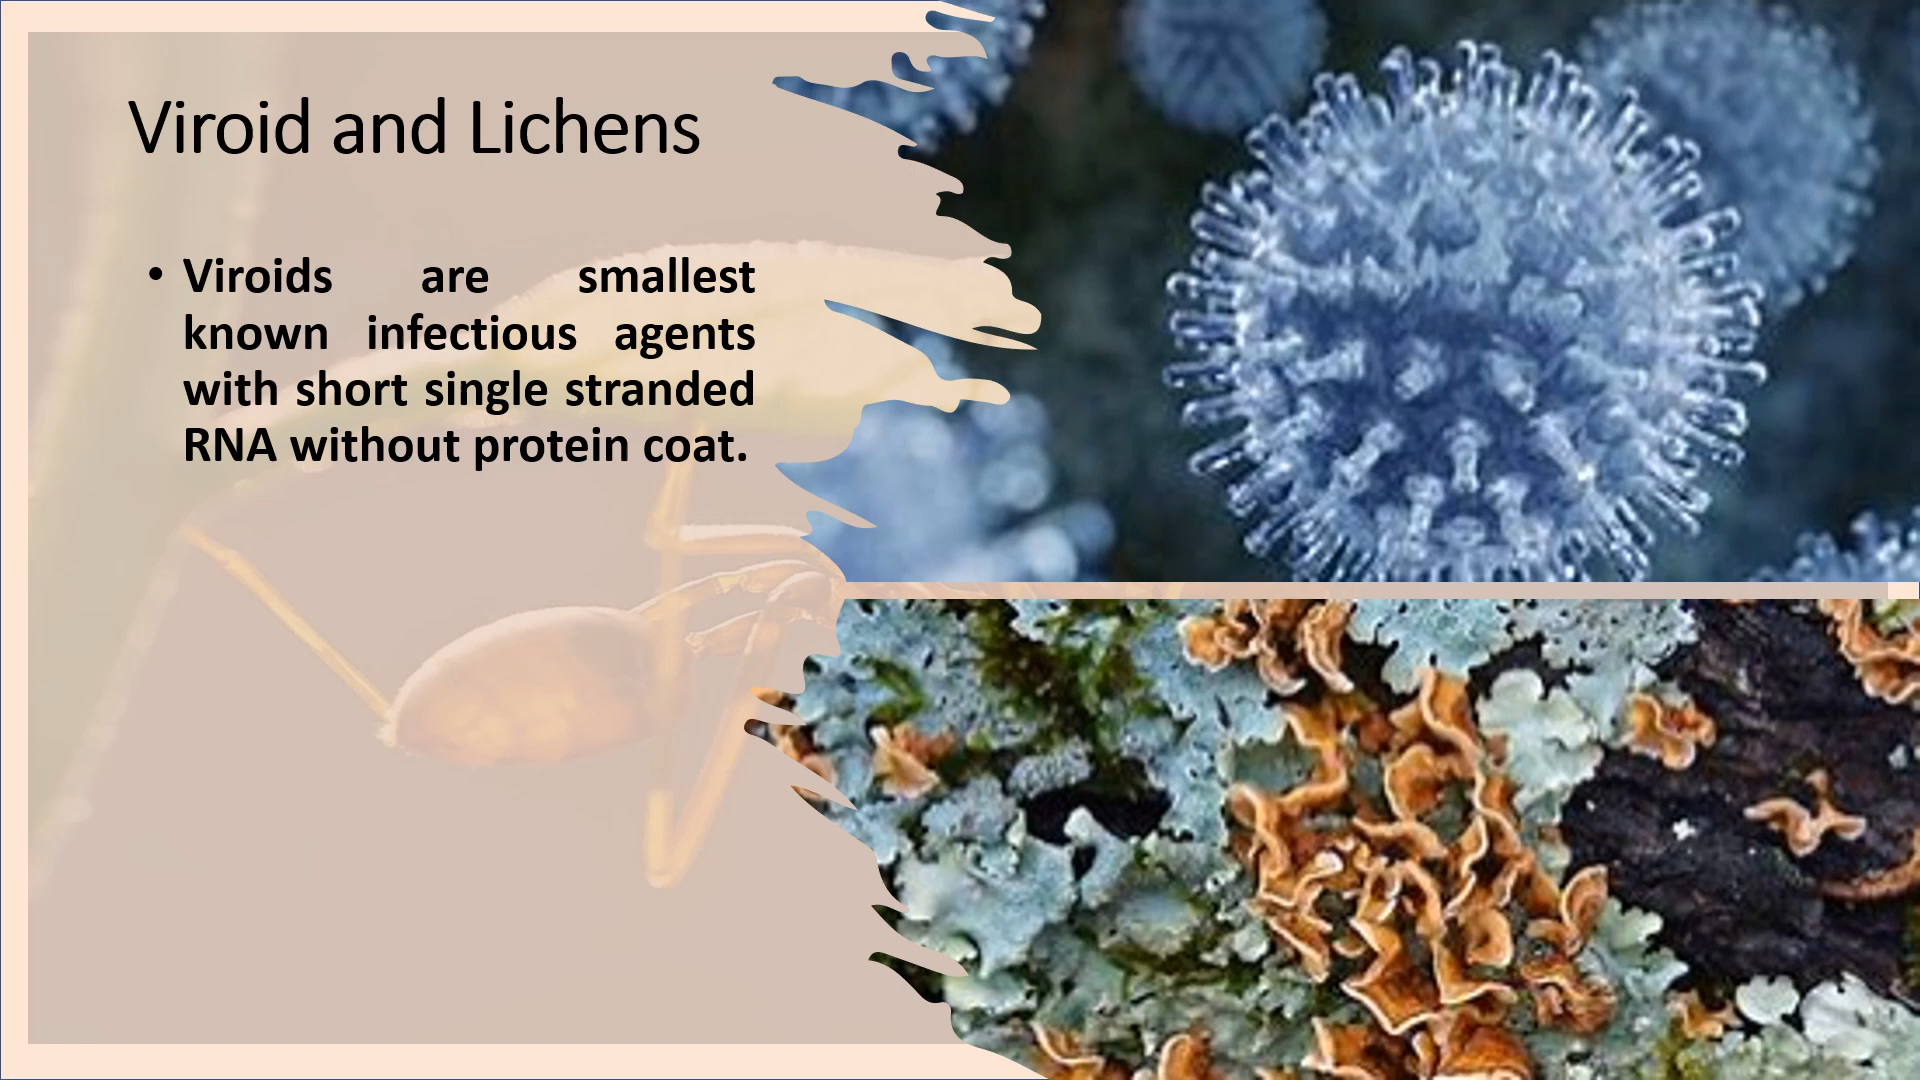 Viroid and Lichens
• Viroids are smallest
known infectious agents
with short single stranded
RNA without protein coat.